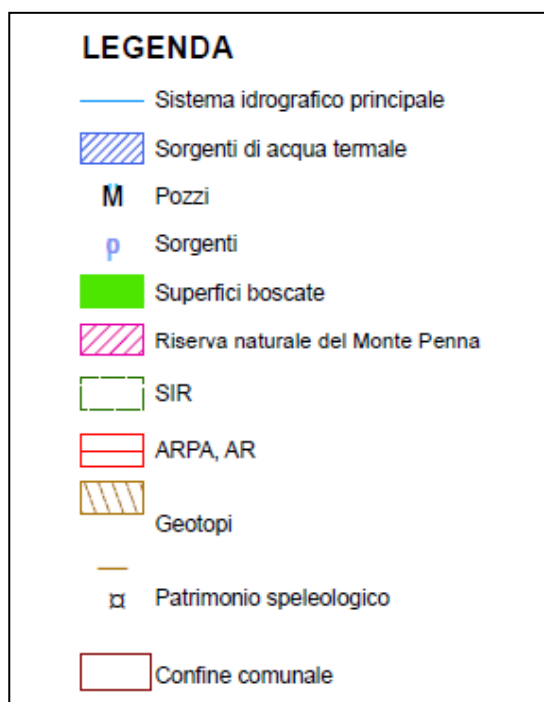 LEGENDA
Sistema idrografico principale
Sorgenti di acqua termale
M Pozzi
ρ Sorgenti
Superfici boscate
Riserva naturale del Monte Penna
SIR
ARPA, AR
Geotopi
¤ Patrimonio speleologico
Confine comunale